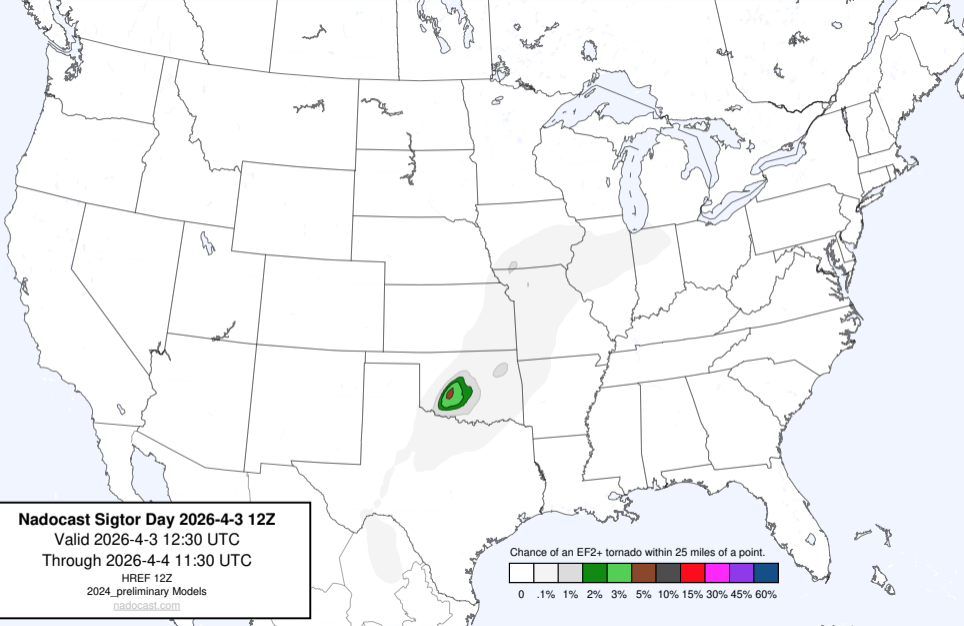 Nadocast Sigtor Day 2026-4-3 12Z
Valid 2026-4-3 12:30 UTC
Through 2026-4-4 11:30 UTC
HREF 12Z
2024_preliminary Models
nadocast.com
Chance of an EF2+ tornado within 25 miles of a point.
0 .1% 1% 2% 3% 5% 10% 15% 30% 45% 60%